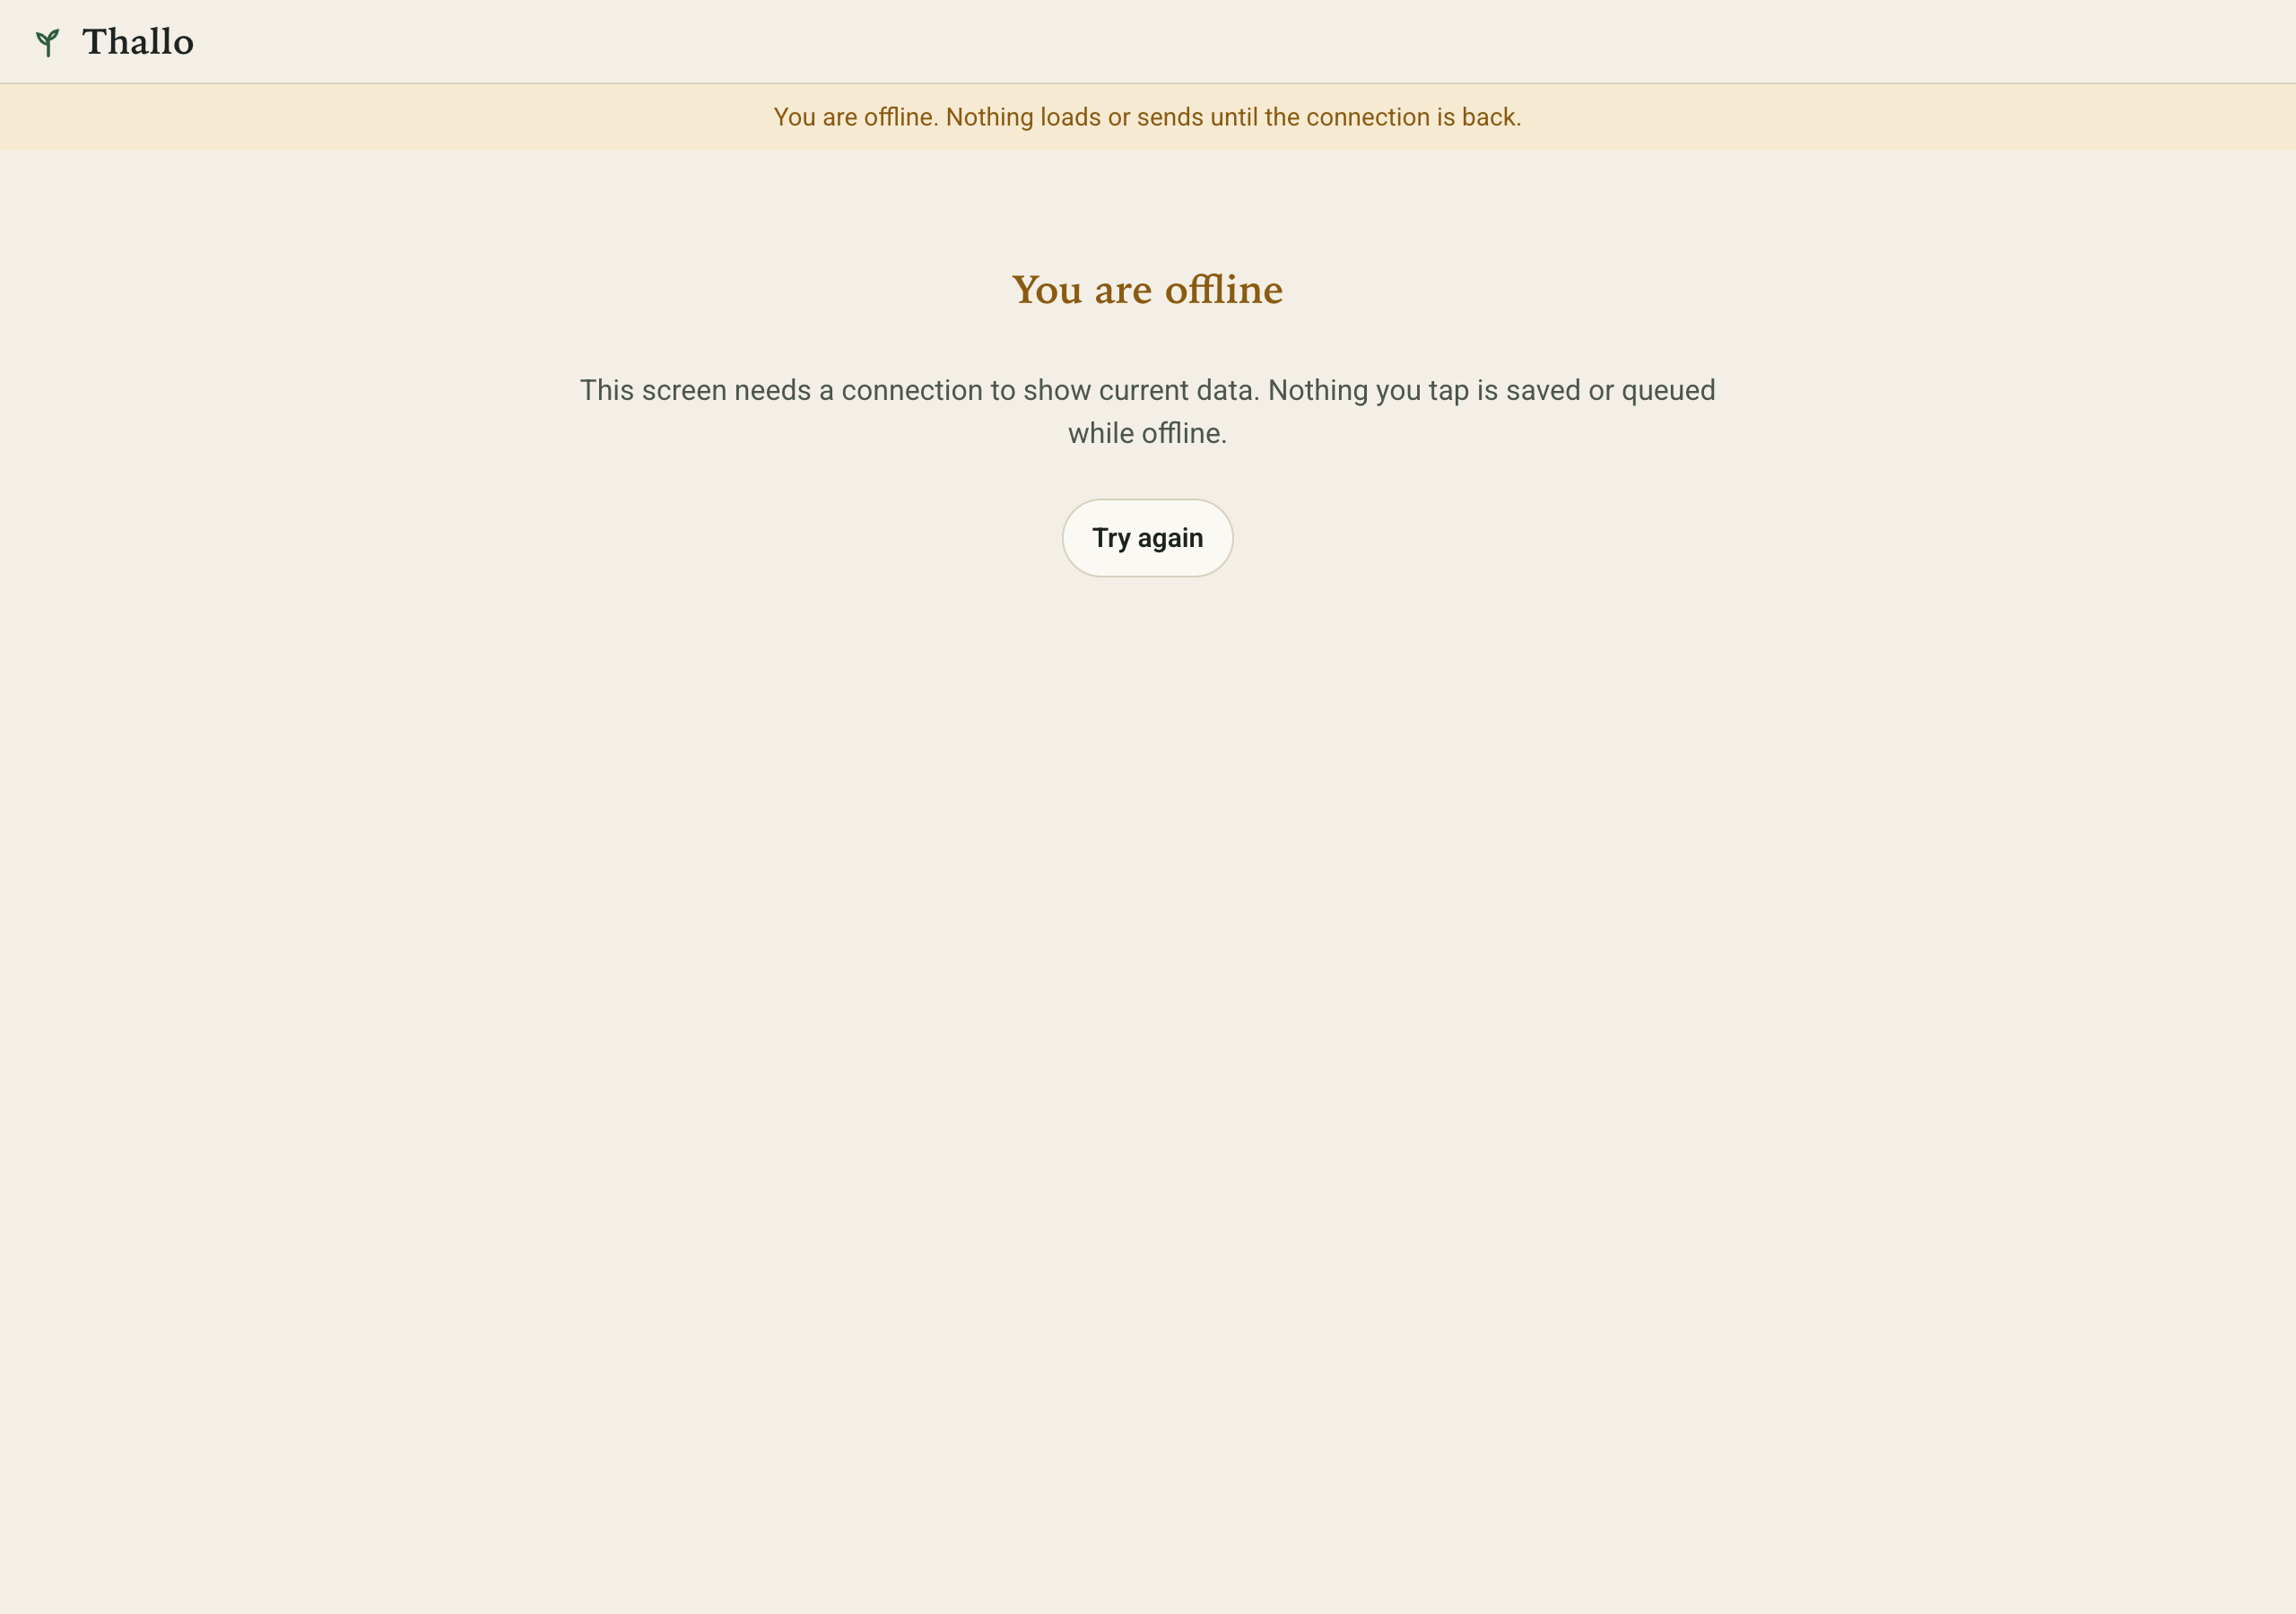 Thallo
You are offline. Nothing loads or sends until the connection is back.
You are offline
This screen needs a connection to show current data. Nothing you tap is saved or queued
while offline.
Try again